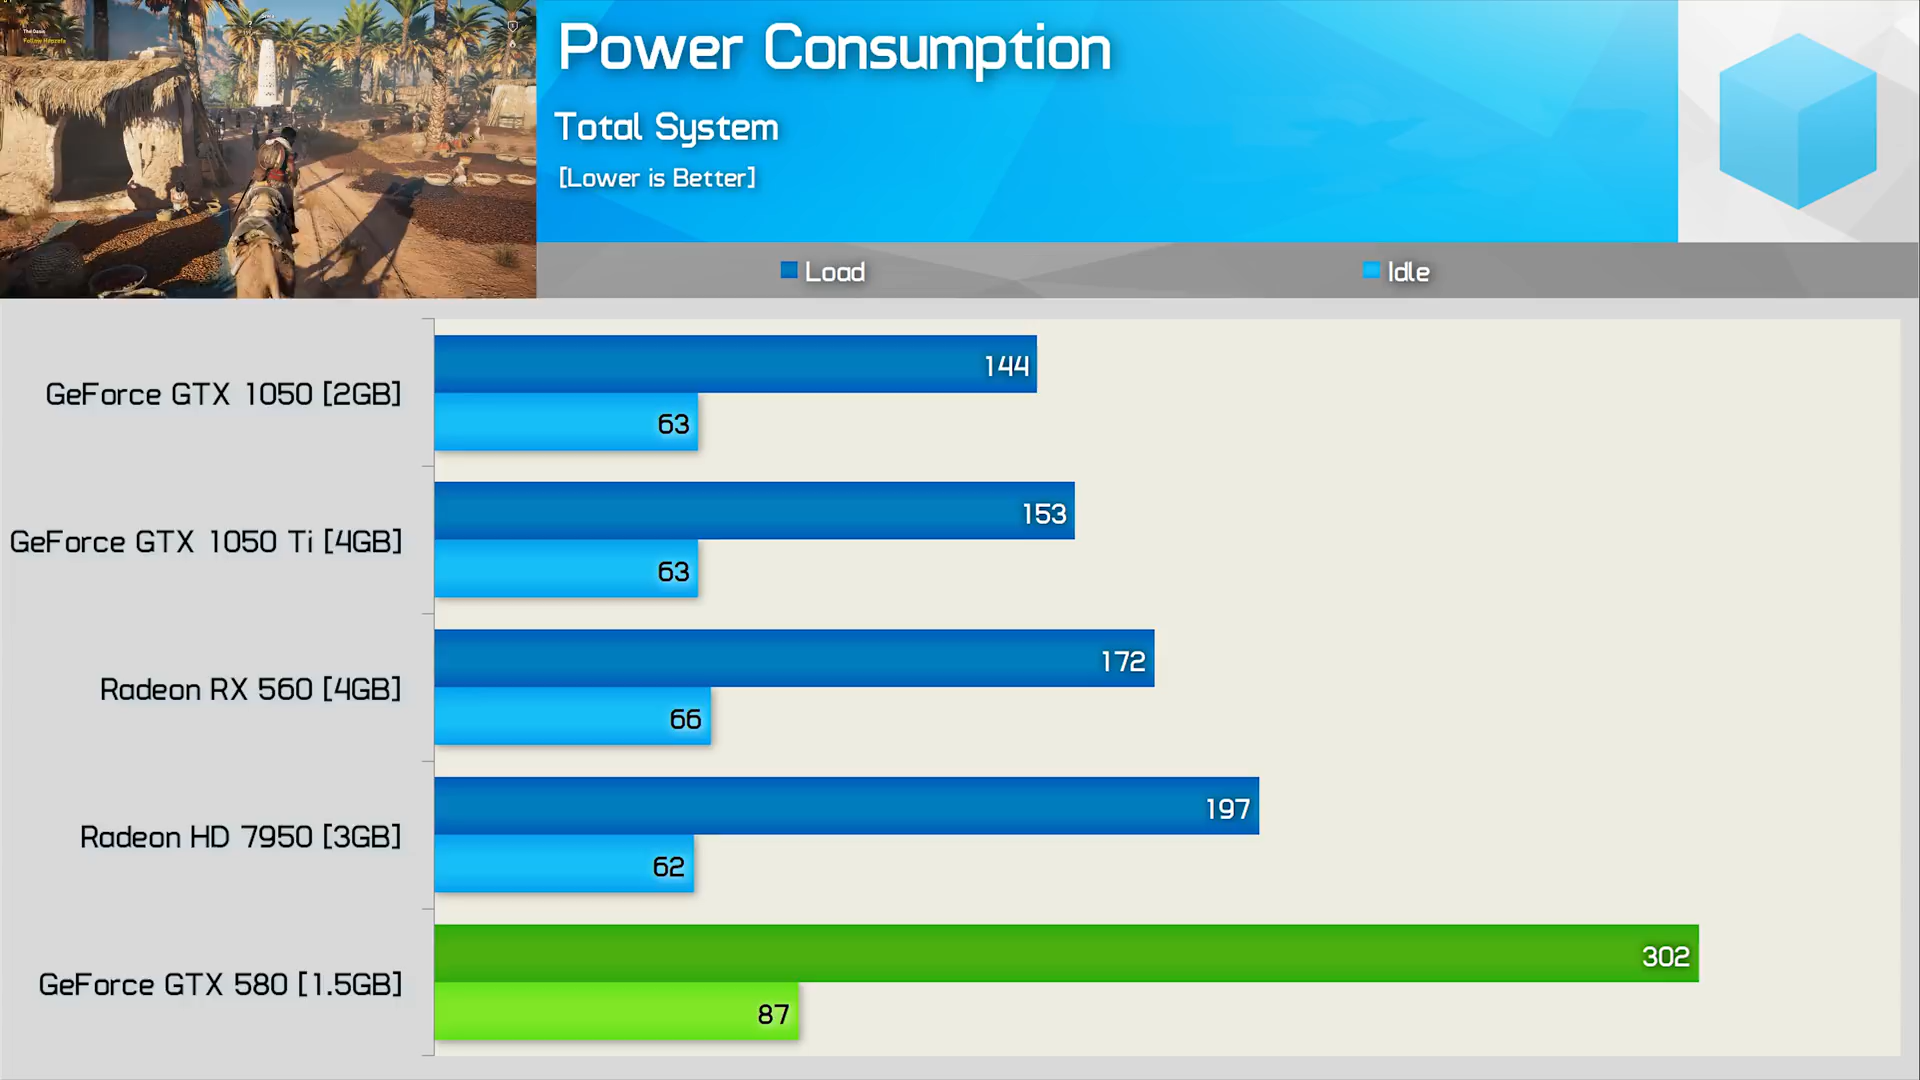 Power Consumption
Total System
[Lower is Better]
Load
Idle
GeForce GTX 1050 [2GB]
144
63
GeForce GTX 1050 Ti [4GB]
153
63
Radeon RX 560 [4GB]
172
66
Radeon HD 7950 [3GB]
197
62
GeForce GTX 580 [1.5GB]
302
87